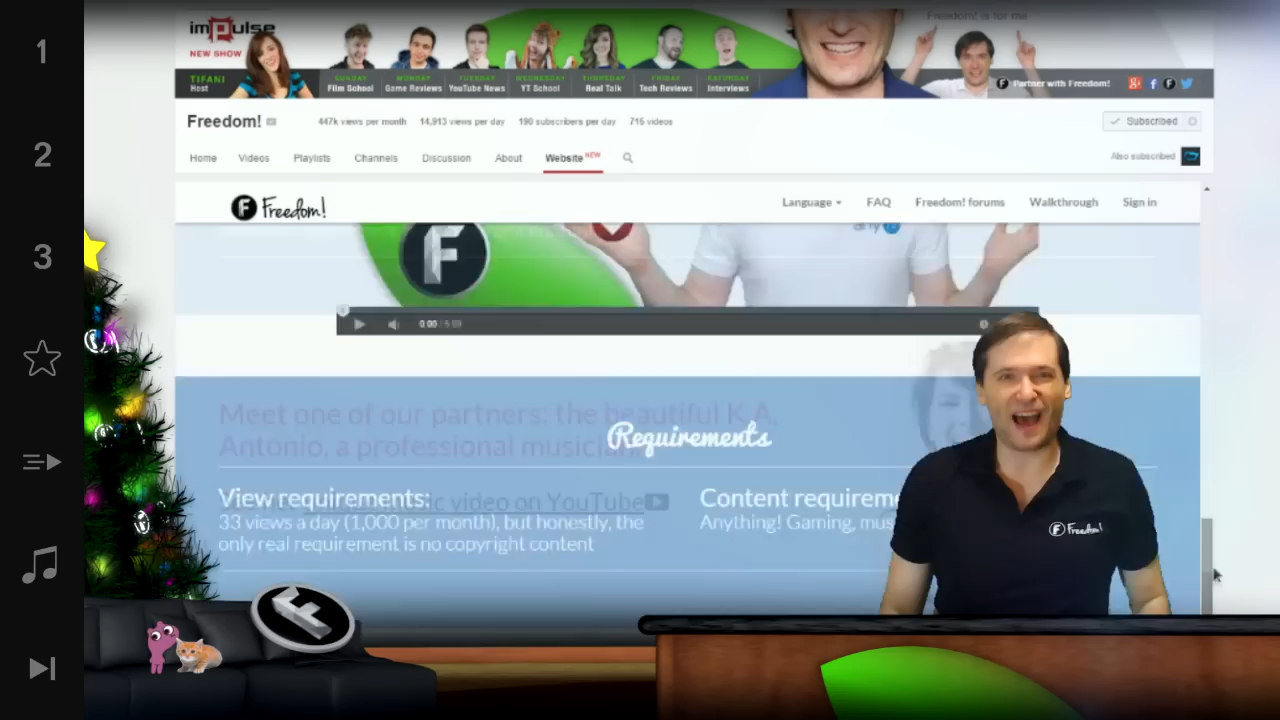 1
2
3
impulse
NEW SHOW
TIFANI
Host
SUNDAY
Film School
MONDAY
Game Reviews
TUESDAY
YouTube News
WEDNESDAY
YT School
THURSDAY
Real Talk
FRIDAY
Tech Reviews
SATURDAY
Interviews
Freedom! is for me
Partner with Freedom!
Freedom!
447k views per month 14,913 views per day 190 subscribers per day 715 videos
Subscribed
Home Videos Playlists Channels Discussion About Website NEW
Also subscribed
F Freedom!
Language FAQ Freedom! forums Walkthrough Sign in
F
0:00
Meet one of our partners: the beautiful K.A.
Antonio, a professional musician.
Requirements
music video on YouTube
View requirements:
33 views a day (1,000 per month), but honestly, the
only real requirement is no copyright content
Content requireme
Anything! Gaming, mus
F Freedom!
F